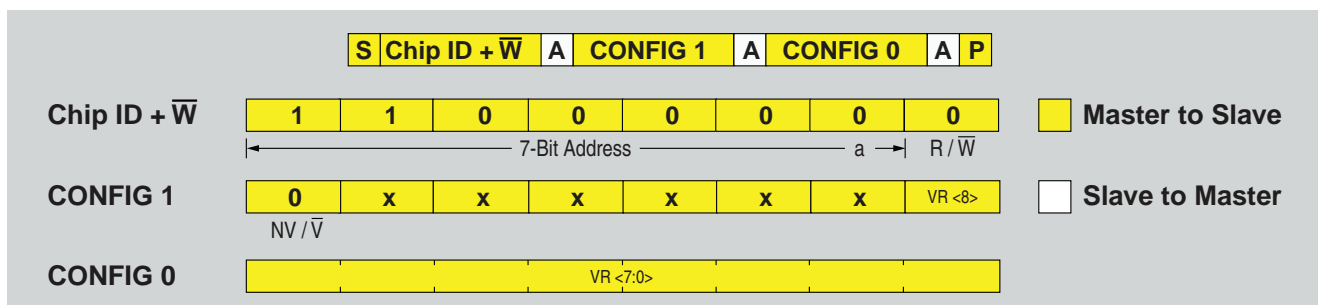 S Chip ID + W̅ A CONFIG 1 A CONFIG 0 A P
Chip ID + W̅ 1 1 0 0 0 0 0 0 Master to Slave
7-Bit Address a R / W̅
CONFIG 1 0 x x x x x x VR <8> Slave to Master
NV / V̅
CONFIG 0 VR <7:0>